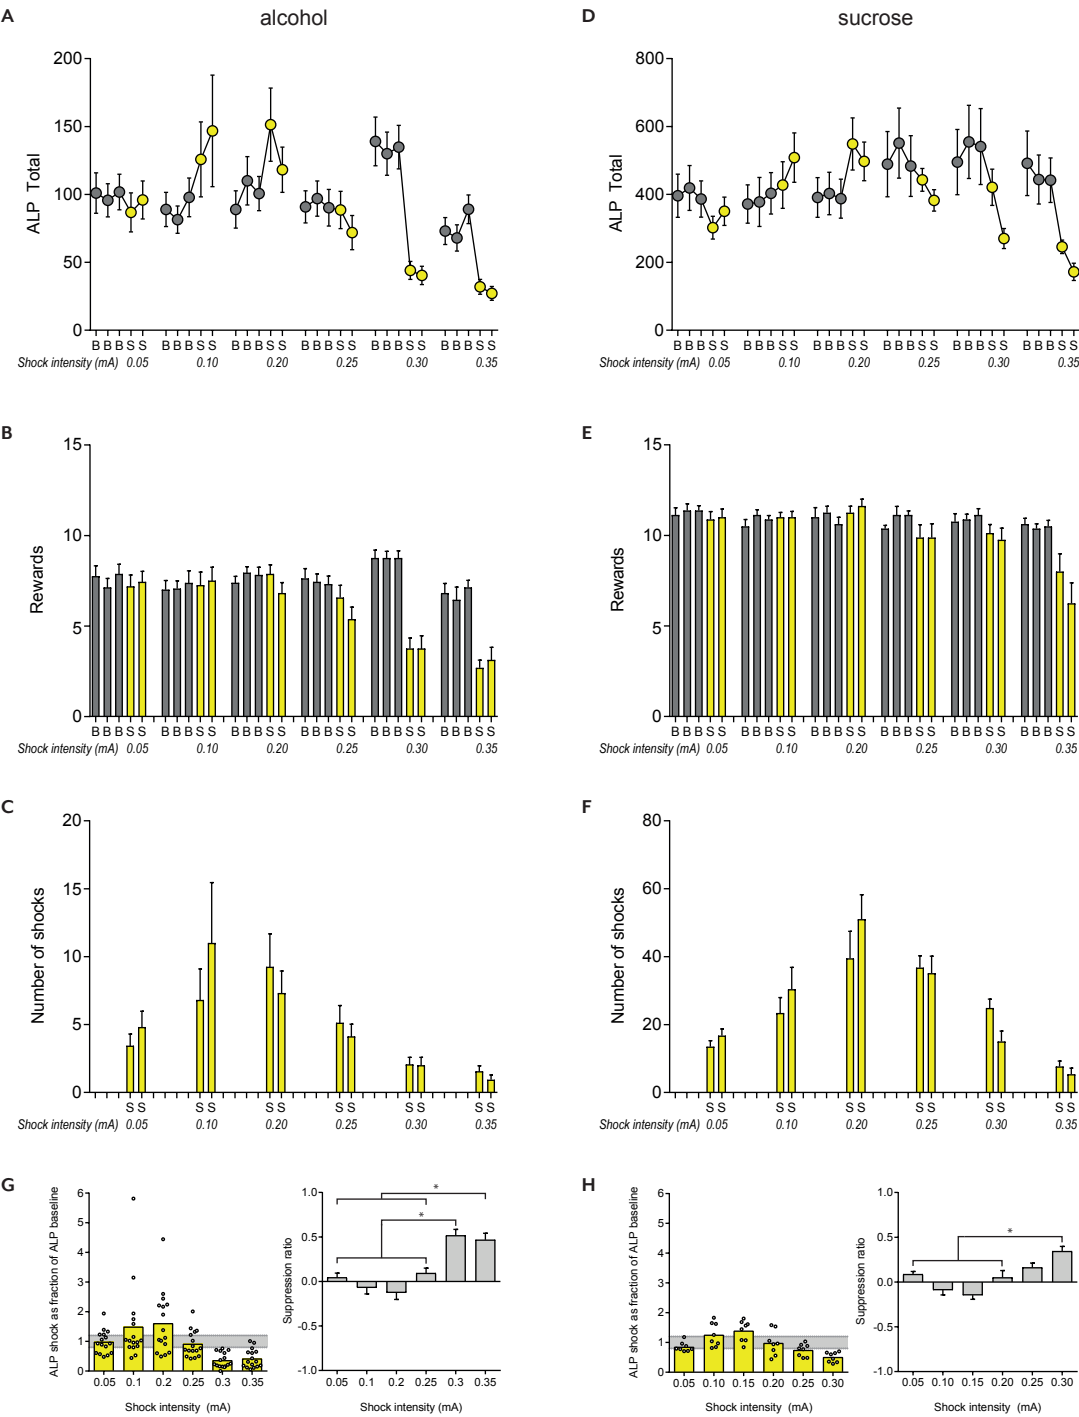 A
alcohol
D
sucrose
ALP Total
200
150
100
50
0
B B B S S B B B S S B B B S S B B B S S B B B S S B B B S S
Shock intensity (mA) 0.05 0.10 0.20 0.25 0.30 0.35
ALP Total
800
600
400
200
0
B B B S S B B B S S B B B S S B B B S S B B B S S B B B S S
Shock intensity (mA) 0.05 0.10 0.20 0.25 0.30 0.35
B
Rewards
15
10
5
0
B B B S S B B B S S B B B S S B B B S S B B B S S B B B S S
Shock intensity (mA) 0.05 0.10 0.20 0.25 0.30 0.35
E
Rewards
15
10
5
0
B B B S S B B B S S B B B S S B B B S S B B B S S B B B S S
Shock intensity (mA) 0.05 0.10 0.20 0.25 0.30 0.35
C
Number of shocks
20
15
10
5
0
S S S S S S S S S S S S
Shock intensity (mA) 0.05 0.10 0.20 0.25 0.30 0.35
F
Number of shocks
80
60
40
20
0
S S S S S S S S S S S S
Shock intensity (mA) 0.05 0.10 0.20 0.25 0.30 0.35
G
ALP shock as fraction of ALP baseline
6
5
4
3
2
1
0
0.05 0.1 0.2 0.25 0.3 0.35
Shock intensity (mA)
Suppression ratio
1.0
0.5
0.0
-0.5
-1.0
*
*
0.05 0.1 0.2 0.25 0.3 0.35
Shock intensity (mA)
H
ALP shock as fraction of ALP baseline
6
5
4
3
2
1
0
0.05 0.10 0.15 0.20 0.25 0.30
Shock intensity (mA)
Suppression ratio
1.0
0.5
0.0
-0.5
-1.0
*
0.05 0.10 0.15 0.20 0.25 0.30
Shock intensity (mA)